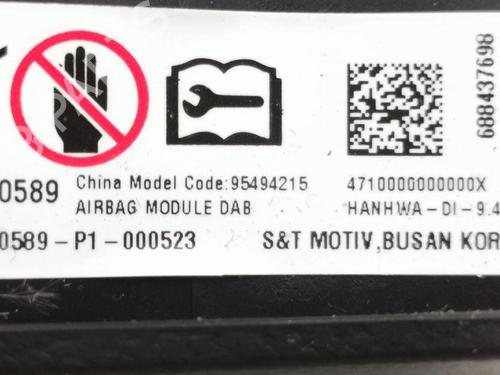 0589
China Model Code:95494215
4710000000000X
AIRBAG MODULE DAB
HANHWA-DI-9.4
0589-P1-000523
S&T MOTIV,BUSAN KOR
688437698